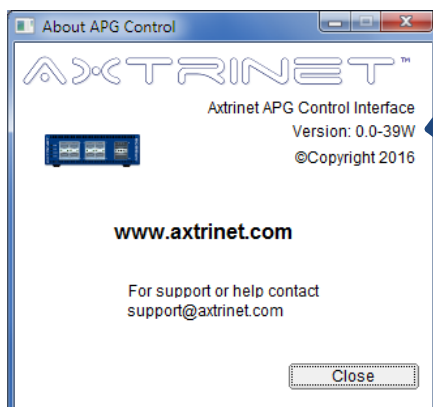 About APG Control
AXTRINET™
Axtrinet APG Control Interface
Version: 0.0-39W
©Copyright 2016
www.axtrinet.com
For support or help contact
support@axtrinet.com
Close